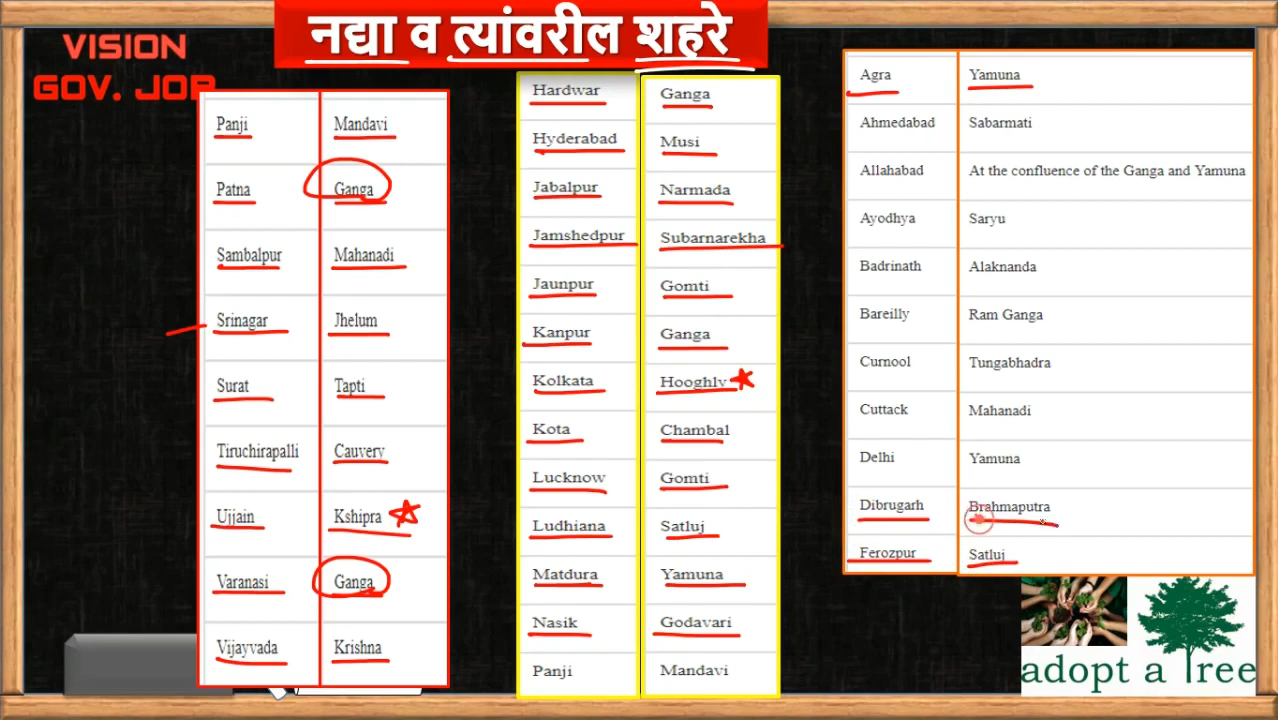 नद्या व त्यांवरील शहरे
VISION
GOV. JOB
Panji Mandavi
Patna Ganga
Sambalpur Mahanadi
Srinagar Jhelum
Surat Tapti
Tiruchirapalli Cauvery
Ujjain Kshipra
Varanasi Ganga
Vijayvada Krishna
Hardwar Ganga
Hyderabad Musi
Jabalpur Narmada
Jamshedpur Subarnarekha
Jaunpur Gomti
Kanpur Ganga
Kolkata Hooghly
Kota Chambal
Lucknow Gomti
Ludhiana Satluj
Matdura Yamuna
Nasik Godavari
Panji Mandavi
Agra Yamuna
Ahmedabad Sabarmati
Allahabad At the confluence of the Ganga and Yamuna
Ayodhya Saryu
Badrinath Alaknanda
Bareilly Ram Ganga
Curnool Tungabhadra
Cuttack Mahanadi
Delhi Yamuna
Dibrugarh Brahmaputra
Ferozpur Satluj
adopt a Tree